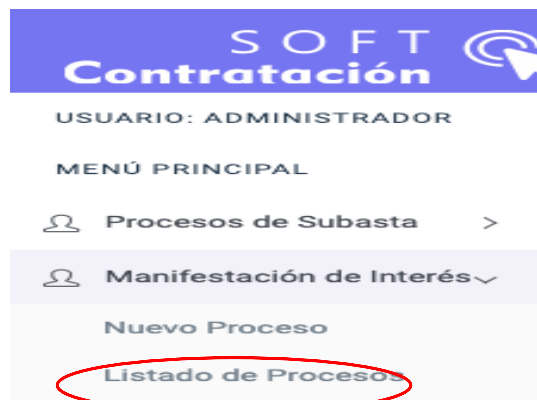 SOFT
Contratación
USUARIO: ADMINISTRADOR
MENÚ PRINCIPAL
Procesos de Subasta >
Manifestación de Interés
Nuevo Proceso
Listado de Procesos